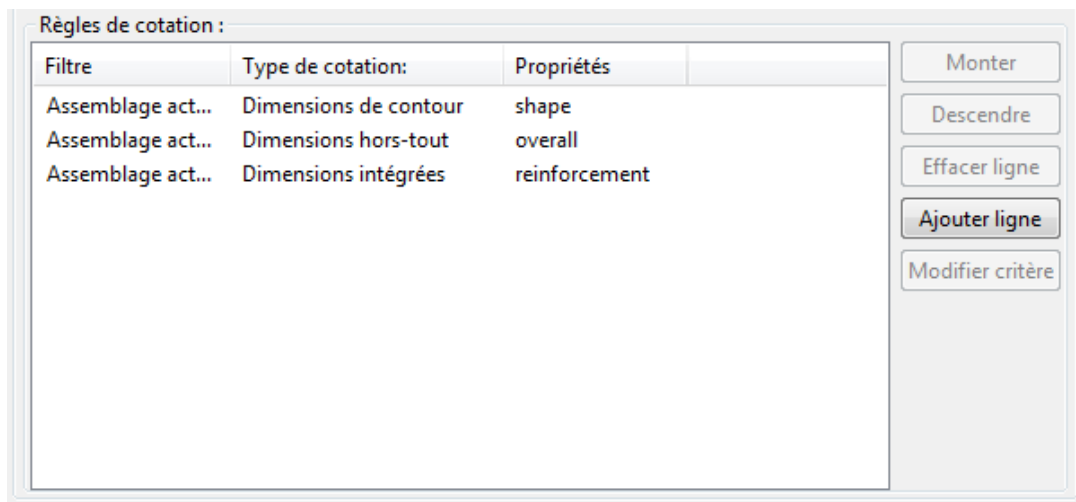 Règles de cotation :
Filtre Type de cotation: Propriétés
Assemblage act... Dimensions de contour shape
Assemblage act... Dimensions hors-tout overall
Assemblage act... Dimensions intégrées reinforcement
Monter
Descendre
Effacer ligne
Ajouter ligne
Modifier critère